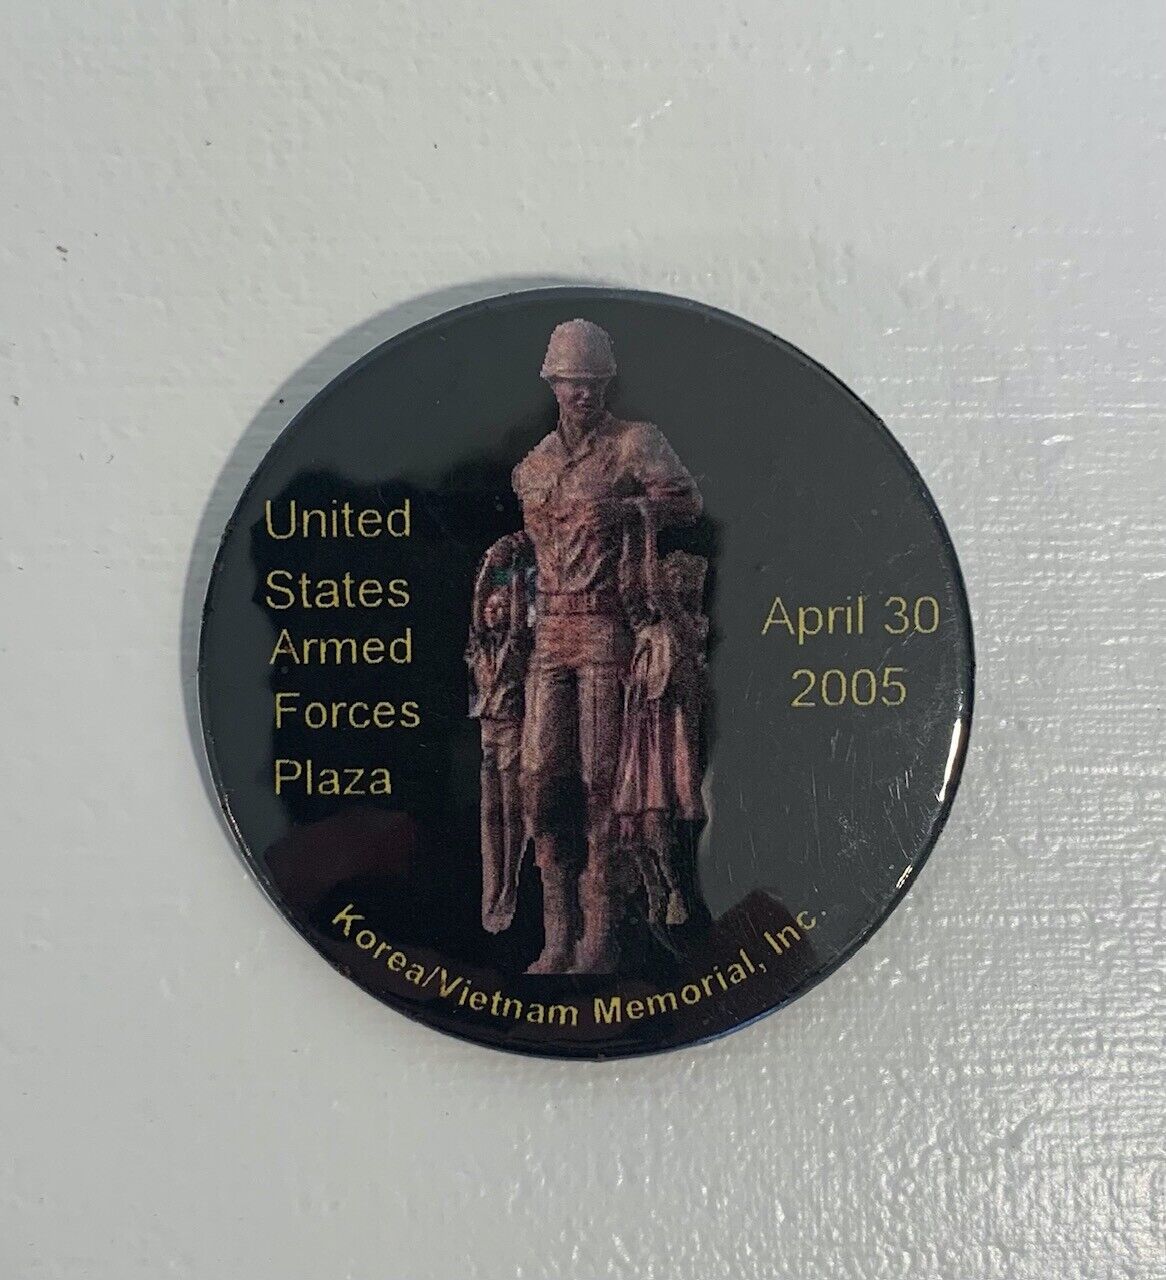 United
States
Armed
Forces
Plaza
April 30
2005
Korea/Vietnam Memorial, Inc.